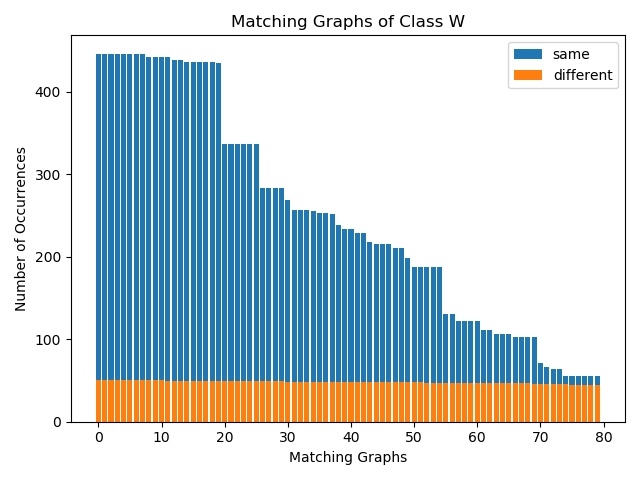 Matching Graphs of Class W
same
different
Number of Occurrences
400
300
200
100
0
0 10 20 30 40 50 60 70 80
Matching Graphs